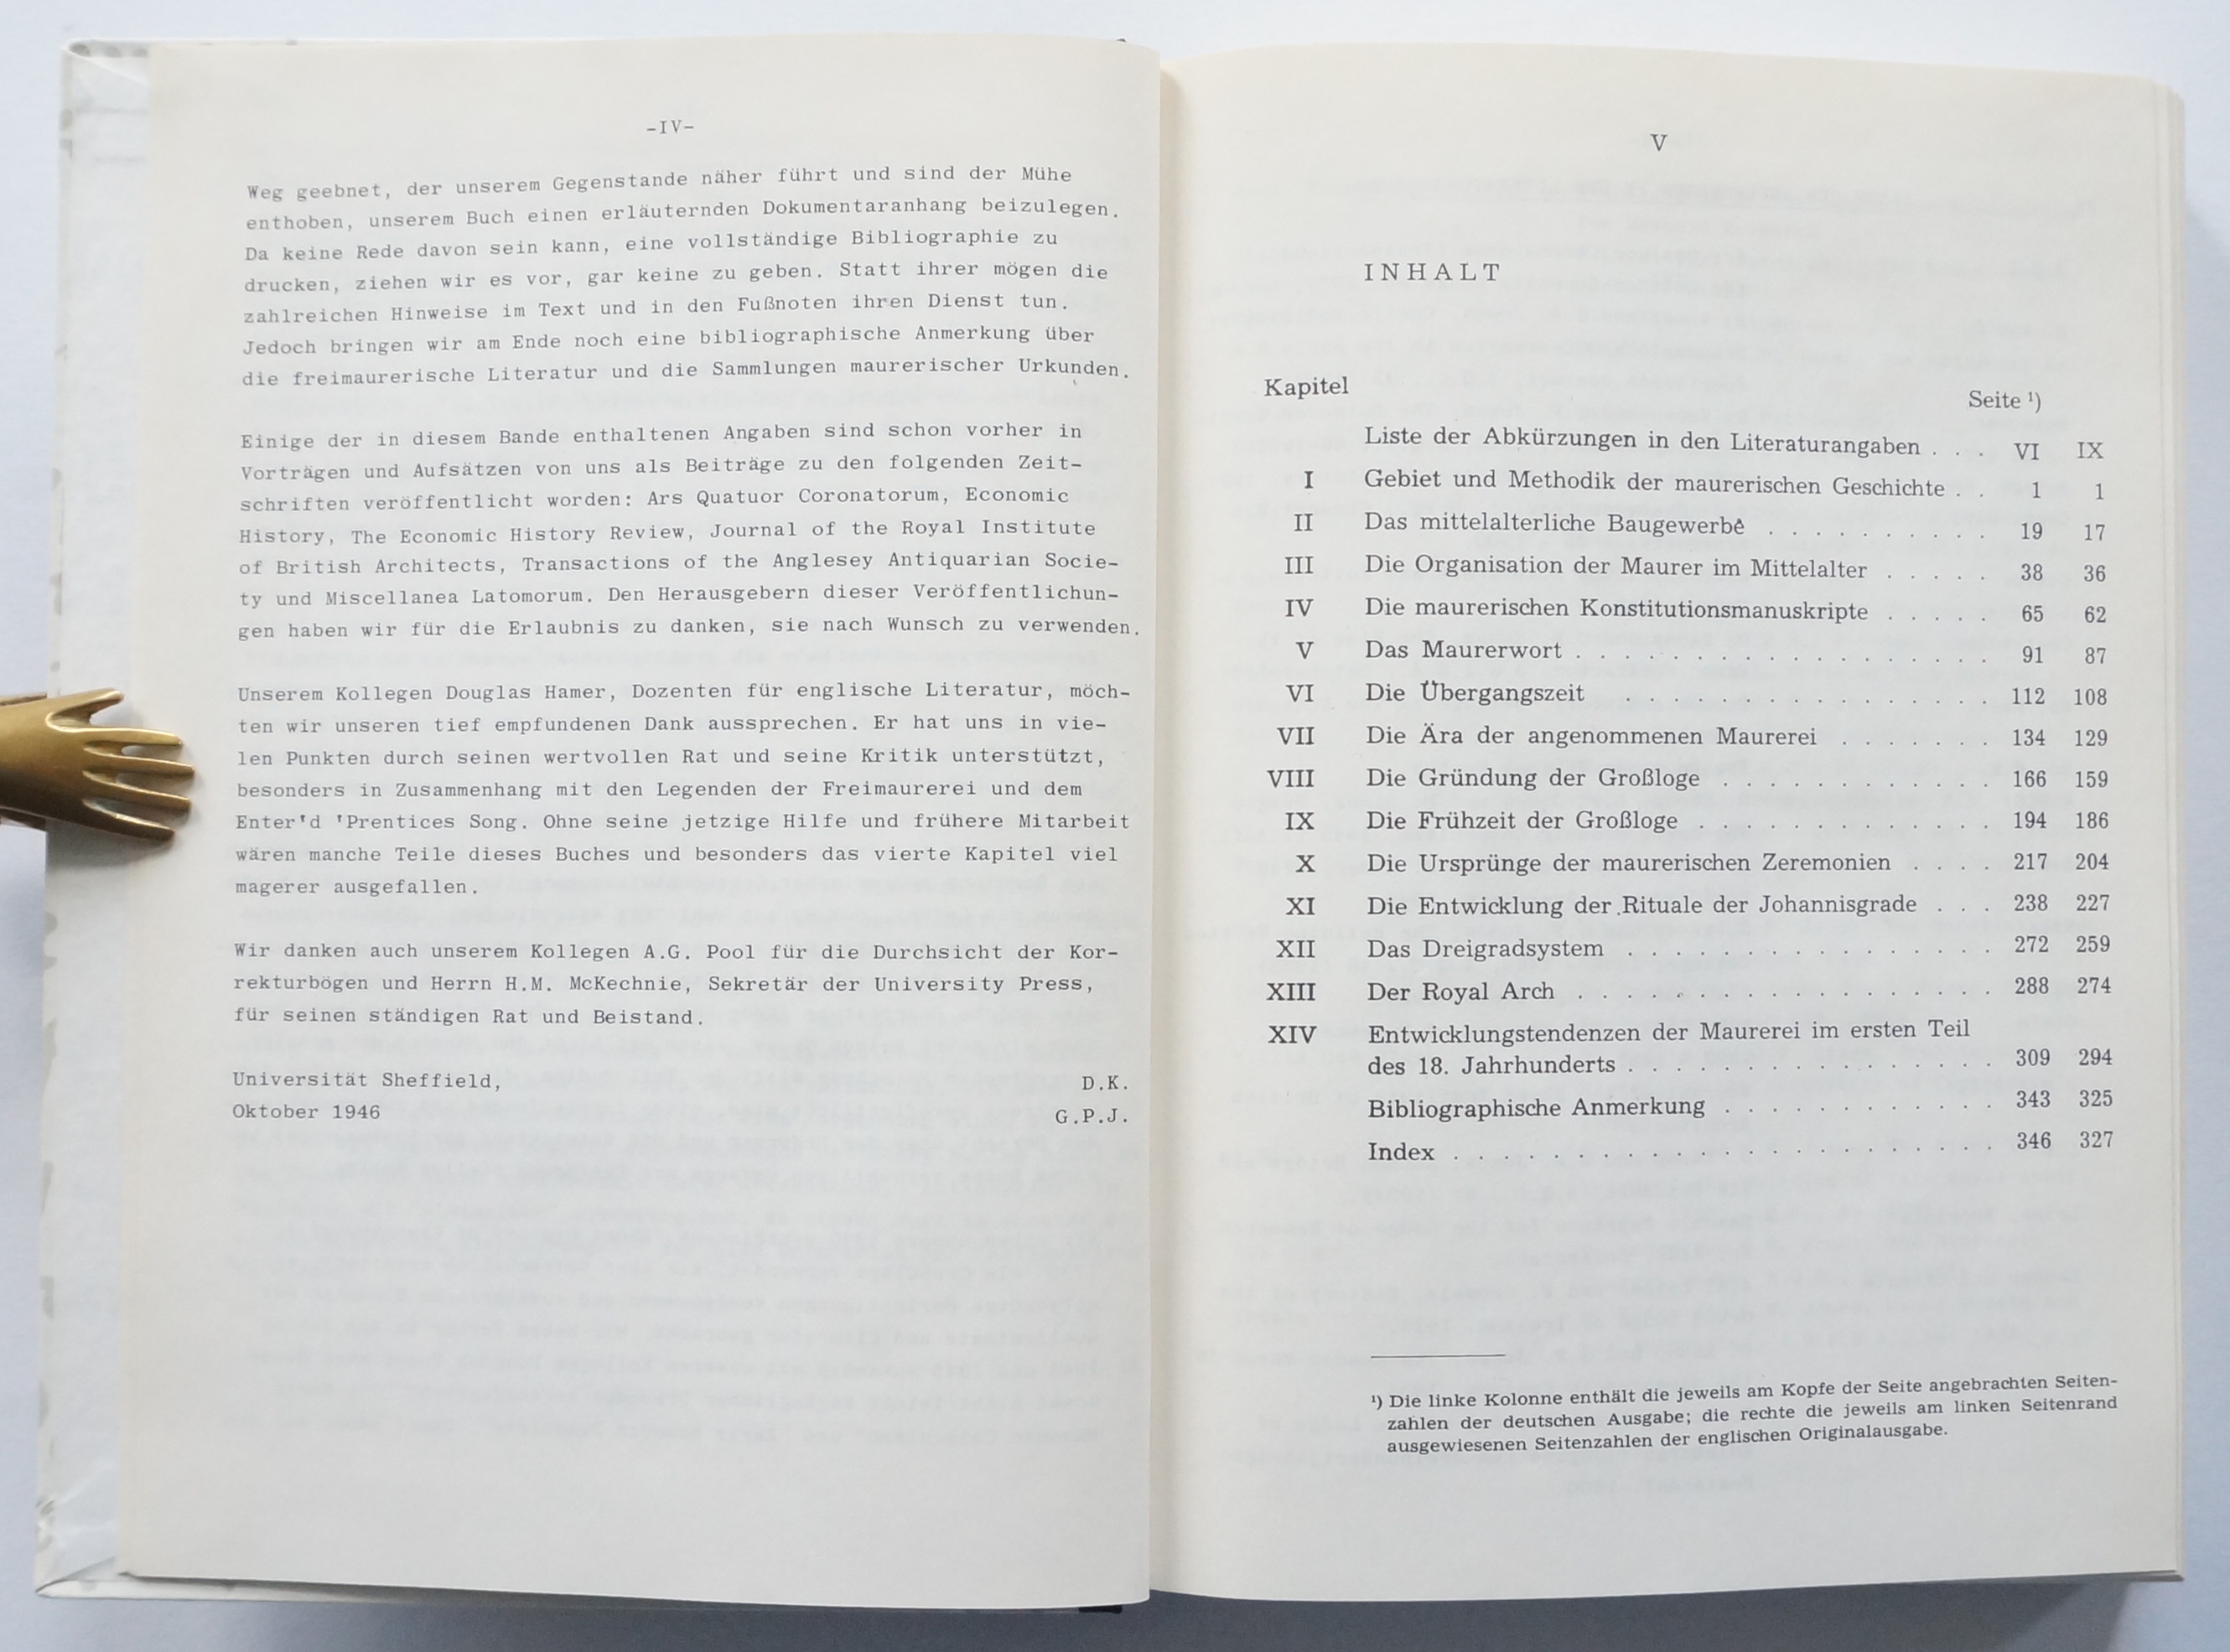 -IV-
Weg geebnet, der unserem Gegenstande näher führt und sind der Mühe
enthoben, unserem Buch einen erläuternden Dokumentaranhang beizulegen.
Da keine Rede davon sein kann, eine vollständige Bibliographie zu
drucken, ziehen wir es vor, gar keine zu geben. Statt ihrer mögen die
zahlreichen Hinweise im Text und in den Fußnoten ihren Dienst tun.
Jedoch bringen wir am Ende noch eine bibliographische Anmerkung über
die freimaurerische Literatur und die Sammlungen maurerischer Urkunden.
Einige der in diesem Bande enthaltenen Angaben sind schon vorher in
Vorträgen und Aufsätzen von uns als Beiträge zu den folgenden Zeit-
schriften veröffentlicht worden: Ars Quatuor Coronatorum, Economic
History, The Economic History Review, Journal of the Royal Institute
of British Architects, Transactions of the Anglesey Antiquarian Socie-
ty und Miscellanea Latomorum. Den Herausgebern dieser Veröffentlichun-
gen haben wir für die Erlaubnis zu danken, sie nach Wunsch zu verwenden.
Unserem Kollegen Douglas Hamer, Dozenten für englische Literatur, möch-
ten wir unseren tief empfundenen Dank aussprechen. Er hat uns in vie-
len Punkten durch seinen wertvollen Rat und seine Kritik unterstützt,
besonders in Zusammenhang mit den Legenden der Freimaurerei und dem
Enter'd 'Prentices Song. Ohne seine jetzige Hilfe und frühere Mitarbeit
wären manche Teile dieses Buches und besonders das vierte Kapitel viel
magerer ausgefallen.
Wir danken auch unserem Kollegen A.G. Pool für die Durchsicht der Kor-
rekturbögen und Herrn H.M. McKechnie, Sekretär der University Press,
für seinen ständigen Rat und Beistand.
Universität Sheffield, D.K.
Oktober 1946 G.P.J.
V
INHALT
Kapitel Seite ¹)
Liste der Abkürzungen in den Literaturangaben . . . VI IX
I Gebiet und Methodik der maurerischen Geschichte . . 1 1
II Das mittelalterliche Baugewerbe . . . . . . . . . . 19 17
III Die Organisation der Maurer im Mittelalter . . . . . 38 36
IV Die maurerischen Konstitutionsmanuskripte . . . . . 65 62
V Das Maurerwort . . . . . . . . . . . . . . . . . 91 87
VI Die Übergangszeit . . . . . . . . . . . . . . . 112 108
VII Die Ära der angenommenen Maurerei . . . . . . . 134 129
VIII Die Gründung der Großloge . . . . . . . . . . . . 166 159
IX Die Frühzeit der Großloge . . . . . . . . . . . . . 194 186
X Die Ursprünge der maurerischen Zeremonien . . . . 217 204
XI Die Entwicklung der Rituale der Johannisgrade . . . 238 227
XII Das Dreigradsystem . . . . . . . . . . . . . . . . 272 259
XIII Der Royal Arch . . . . . . . . . . . . . . . . . . 288 274
XIV Entwicklungstendenzen der Maurerei im ersten Teil
des 18. Jahrhunderts . . . . . . . . . . . . . . . . 309 294
Bibliographische Anmerkung . . . . . . . . . . . . 343 325
Index . . . . . . . . . . . . . . . . . . . . . . . 346 327
¹) Die linke Kolonne enthält die jeweils am Kopfe der Seite angebrachten Seiten-
zahlen der deutschen Ausgabe; die rechte die jeweils am linken Seitenrand
ausgewiesenen Seitenzahlen der englischen Originalausgabe.